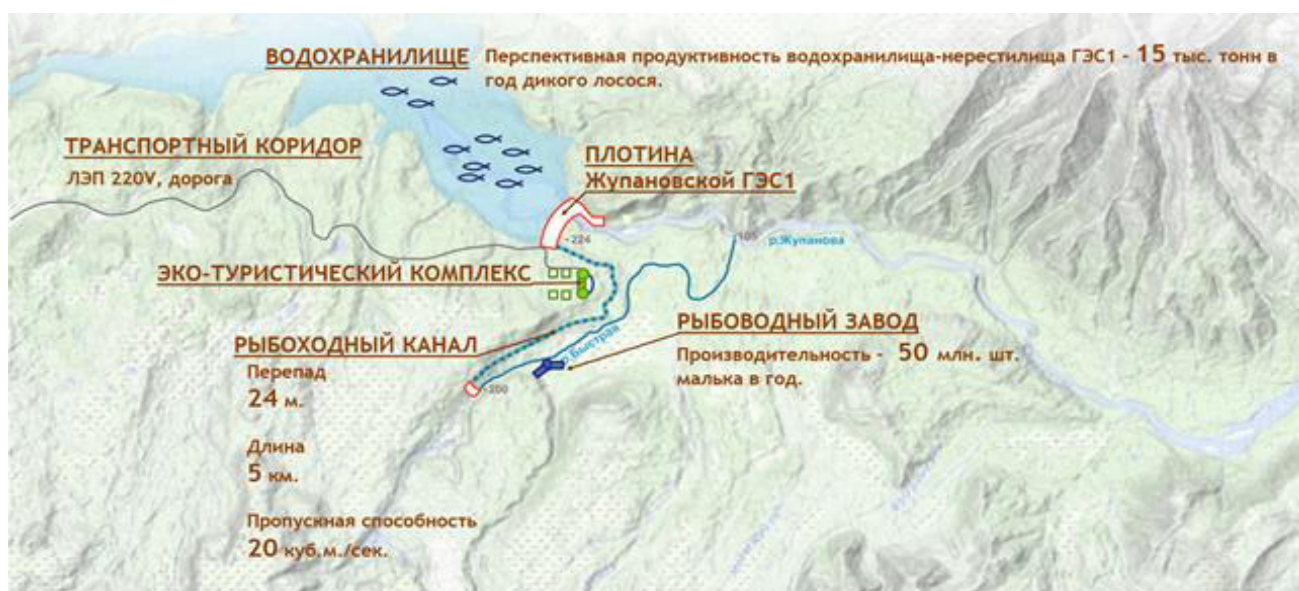 ВОДОХРАНИЛИЩЕ
Перспективная продуктивность водохранилища-нерестилища ГЭС1 - 15 тыс. тонн в
год дикого лосося.
ТРАНСПОРТНЫЙ КОРИДОР
ЛЭП 220V, дорога
ПЛОТИНА
Жупановской ГЭС1
-224
105
р.Жупанова
ЭКО-ТУРИСТИЧЕСКИЙ КОМПЛЕКС
РЫБОХОДНЫЙ КАНАЛ
Перепад
24 м.
Длина
5 км.
Пропускная способность
20 куб.м./сек.
р.Быстрая
-200
РЫБОВОДНЫЙ ЗАВОД
Производительность - 50 млн. шт.
малька в год.